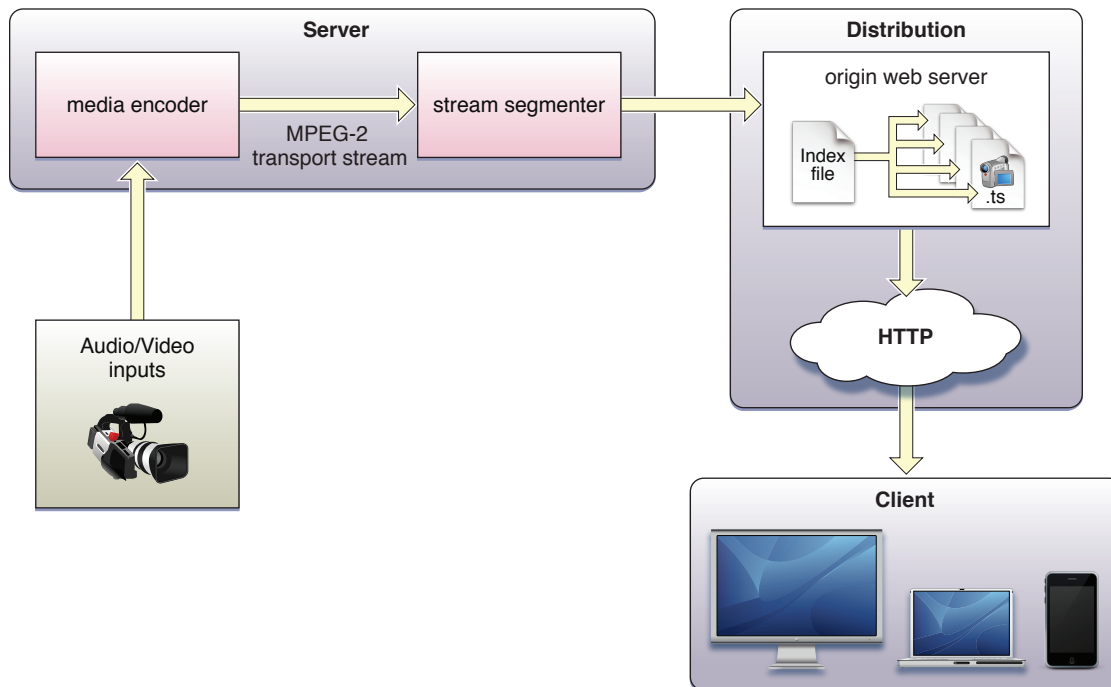 Server
media encoder
MPEG-2
transport stream
stream segmenter
Audio/Video
inputs
Distribution
origin web server
Index
file
.ts
HTTP
Client